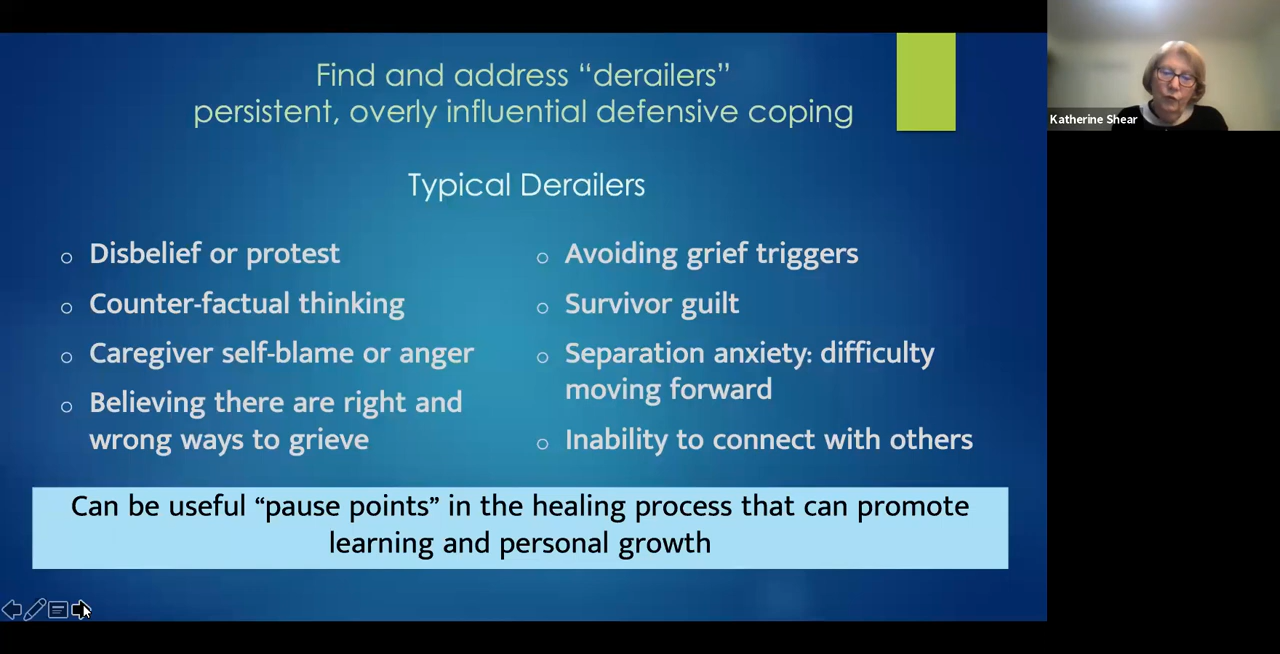 Find and address “derailers”
persistent, overly influential defensive coping
Katherine Shear
Typical Derailers
Disbelief or protest
Counter-factual thinking
Caregiver self-blame or anger
Believing there are right and
wrong ways to grieve
Avoiding grief triggers
Survivor guilt
Separation anxiety: difficulty
moving forward
Inability to connect with others
Can be useful “pause points” in the healing process that can promote
learning and personal growth